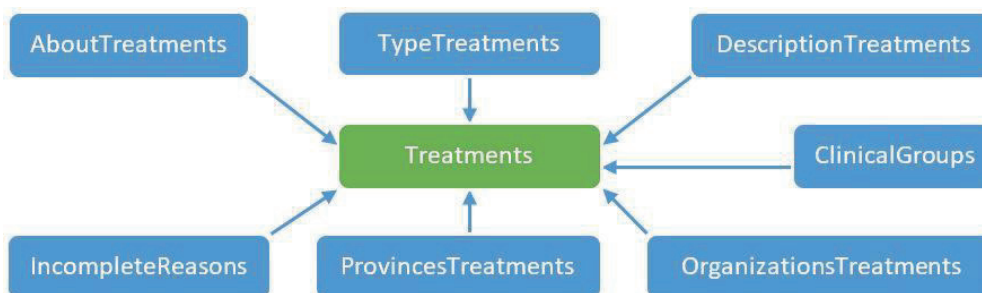 AboutTreatments
TypeTreatments
DescriptionTreatments
Treatments
ClinicalGroups
IncompleteReasons
ProvincesTreatments
OrganizationsTreatments